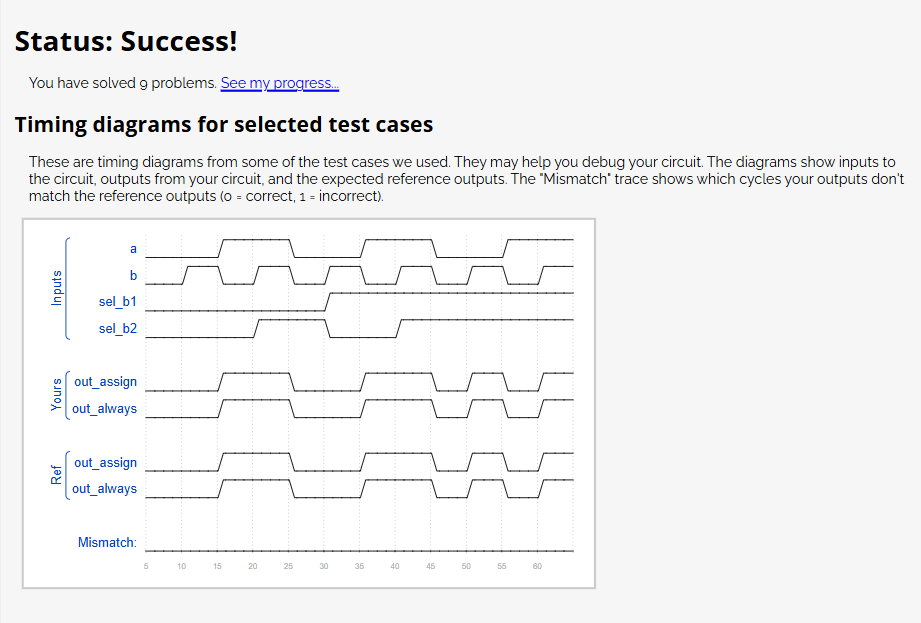 Status: Success!
You have solved 9 problems. See my progress...
Timing diagrams for selected test cases
These are timing diagrams from some of the test cases we used. They may help you debug your circuit. The diagrams show inputs to
the circuit, outputs from your circuit, and the expected reference outputs. The "Mismatch" trace shows which cycles your outputs don't
match the reference outputs (0 = correct, 1 = incorrect).
Inputs
a
b
sel_b1
sel_b2
Yours
out_assign
out_always
Ref
out_assign
out_always
Mismatch:
5 10 15 20 25 30 35 40 45 50 55 60